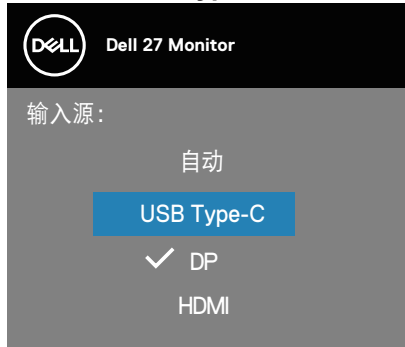 DELL
Dell 27 Monitor
输入源：
自动
USB Type-C
DP
HDMI